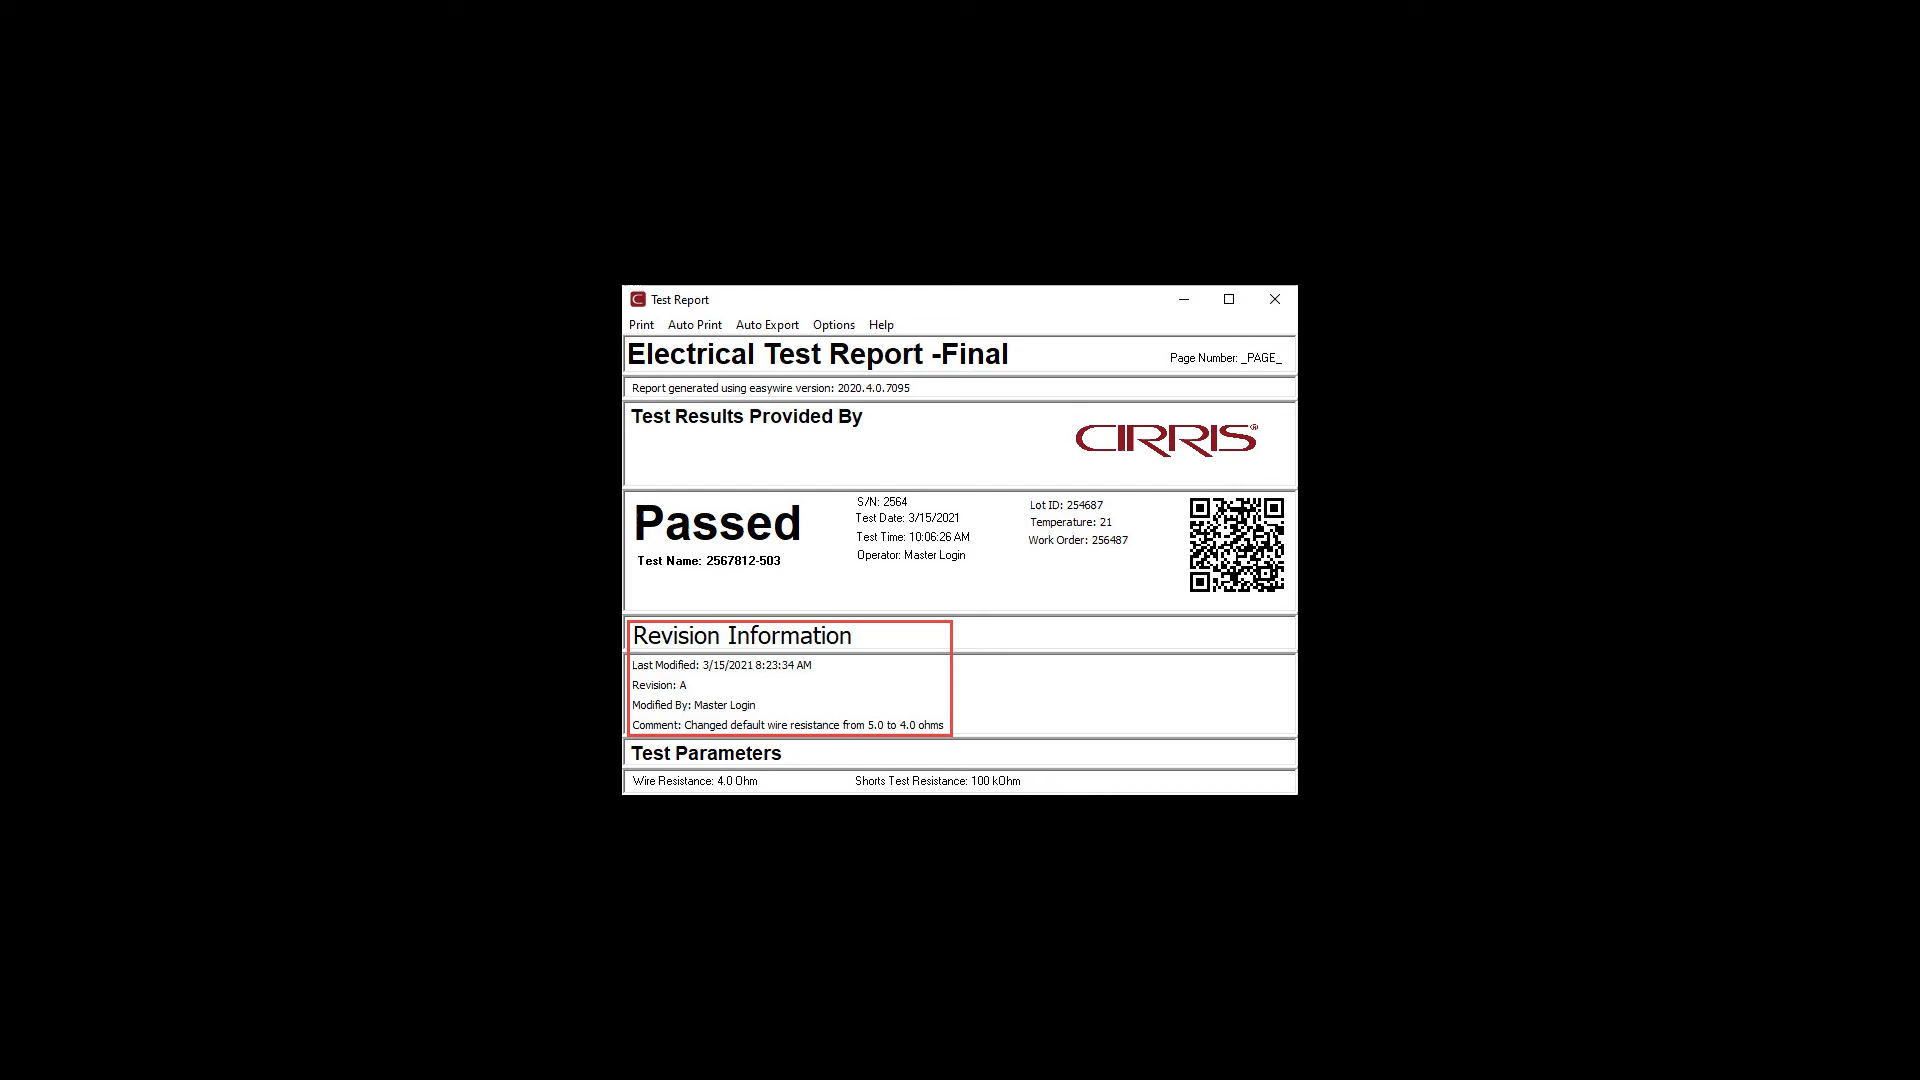 Test Report
Print Auto Print Auto Export Options Help
Electrical Test Report -Final
Page Number: _PAGE_
Report generated using easywire version: 2020.4.0.7095
Test Results Provided By
CIRRIS®
Passed
Test Name: 2567812-503
S/N: 2564
Test Date: 3/15/2021
Test Time: 10:06:26 AM
Operator: Master Login
Lot ID: 254687
Temperature: 21
Work Order: 256487
Revision Information
Last Modified: 3/15/2021 8:23:34 AM
Revision: A
Modified By: Master Login
Comment: Changed default wire resistance from 5.0 to 4.0 ohms
Test Parameters
Wire Resistance: 4.0 Ohm
Shorts Test Resistance: 100 kOhm